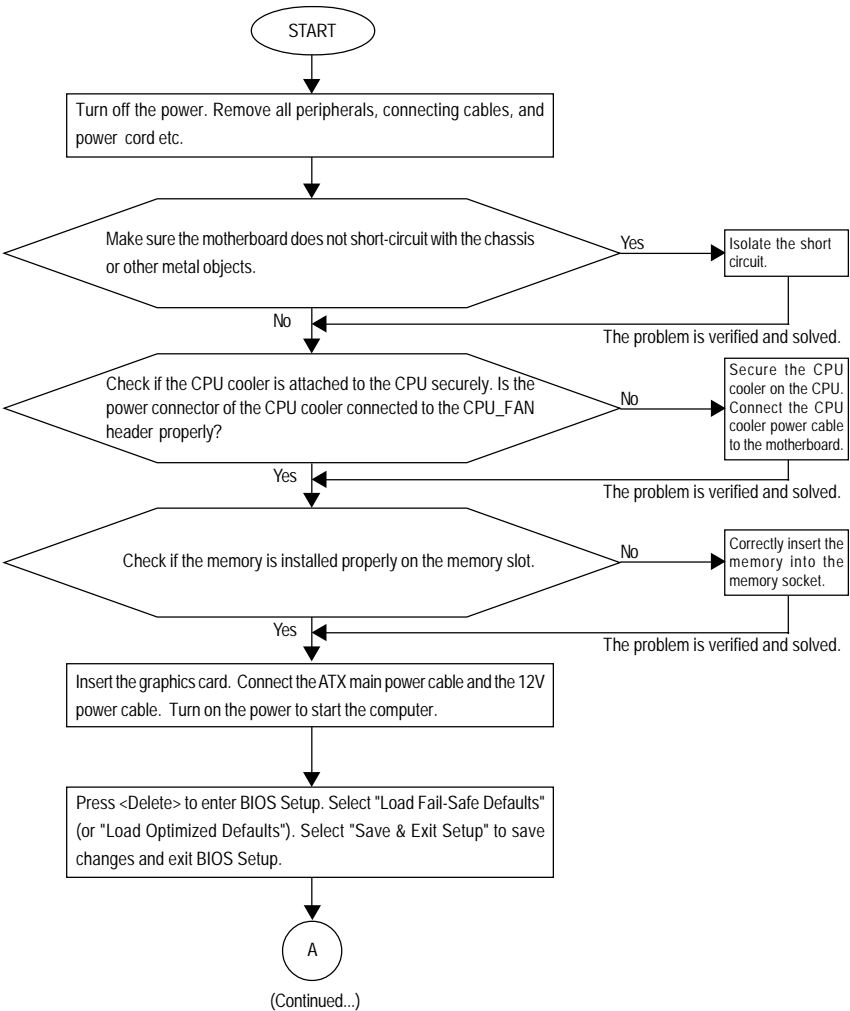 START
Turn off the power. Remove all peripherals, connecting cables, and
power cord etc.
Make sure the motherboard does not short-circuit with the chassis
or other metal objects.
Yes
Isolate the short
circuit.
No
The problem is verified and solved.
Check if the CPU cooler is attached to the CPU securely. Is the
power connector of the CPU cooler connected to the CPU_FAN
header properly?
No
Secure the CPU
cooler on the CPU.
Connect the CPU
cooler power cable
to the motherboard.
Yes
The problem is verified and solved.
Check if the memory is installed properly on the memory slot.
No
Correctly insert the
memory into the
memory socket.
Yes
The problem is verified and solved.
Insert the graphics card. Connect the ATX main power cable and the 12V
power cable. Turn on the power to start the computer.
Press <Delete> to enter BIOS Setup. Select "Load Fail-Safe Defaults"
(or "Load Optimized Defaults"). Select "Save & Exit Setup" to save
changes and exit BIOS Setup.
A
(Continued...)